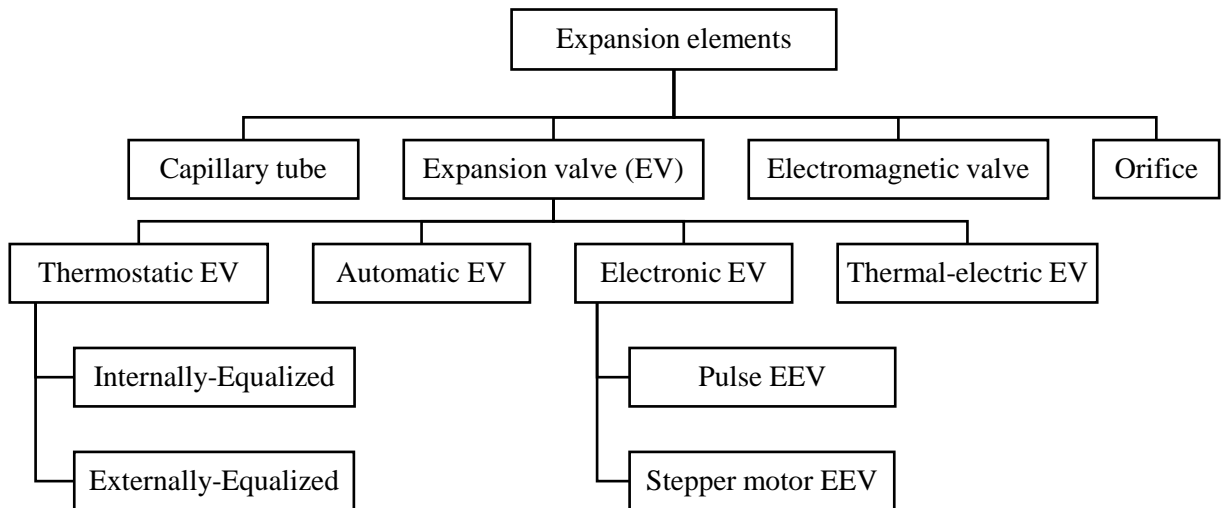 Expansion elements
Capillary tube
Expansion valve (EV)
Electromagnetic valve
Orifice
Thermostatic EV
Automatic EV
Electronic EV
Thermal-electric EV
Internally-Equalized
Pulse EEV
Externally-Equalized
Stepper motor EEV